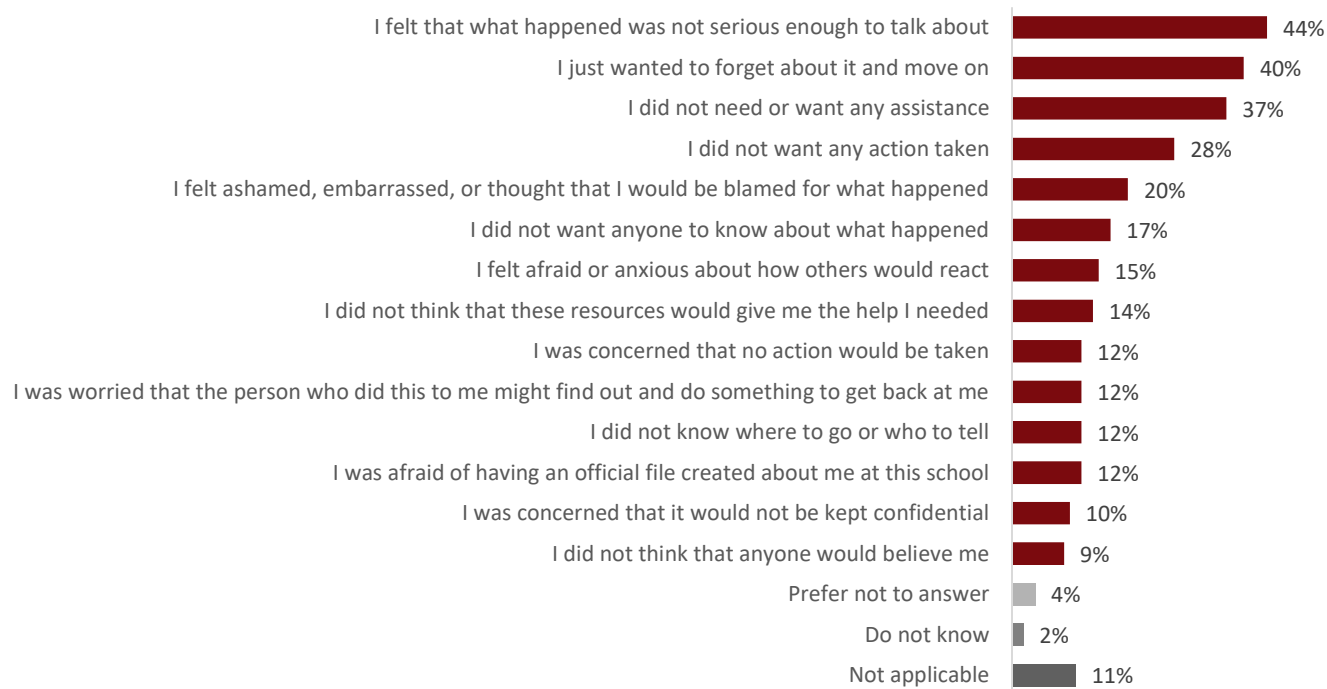 I felt that what happened was not serious enough to talk about 44%
I just wanted to forget about it and move on 40%
I did not need or want any assistance 37%
I did not want any action taken 28%
I felt ashamed, embarrassed, or thought that I would be blamed for what happened 20%
I did not want anyone to know about what happened 17%
I felt afraid or anxious about how others would react 15%
I did not think that these resources would give me the help I needed 14%
I was concerned that no action would be taken 12%
I was worried that the person who did this to me might find out and do something to get back at me 12%
I did not know where to go or who to tell 12%
I was afraid of having an official file created about me at this school 12%
I was concerned that it would not be kept confidential 10%
I did not think that anyone would believe me 9%
Prefer not to answer 4%
Do not know 2%
Not applicable 11%